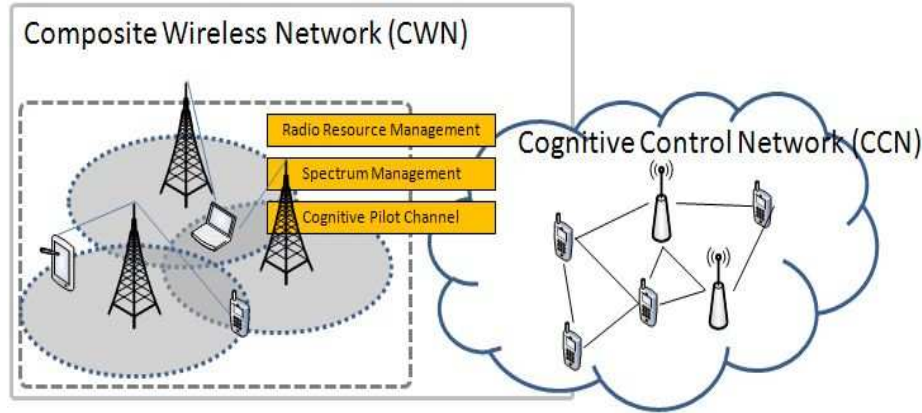 Composite Wireless Network (CWN)
Radio Resource Management
Spectrum Management
Cognitive Pilot Channel
Cognitive Control Network (CCN)